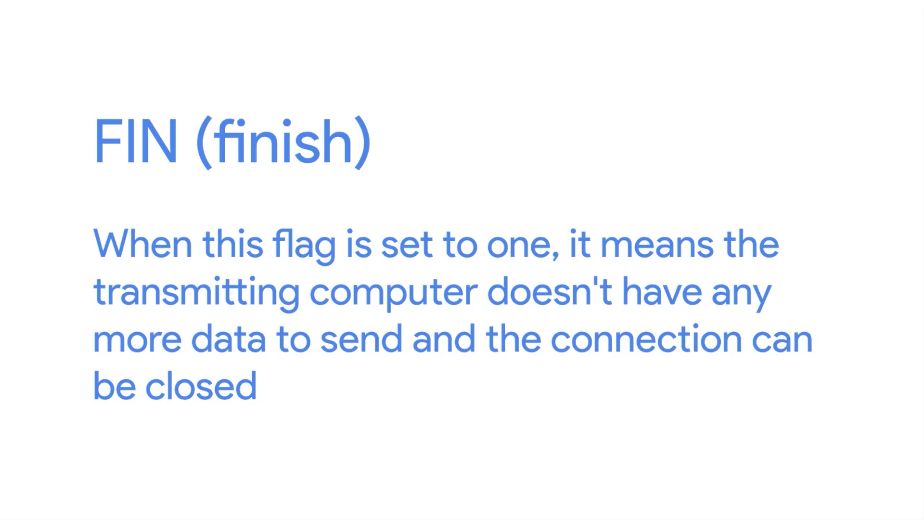 FIN (finish)
When this flag is set to one, it means the
transmitting computer doesn't have any
more data to send and the connection can
be closed